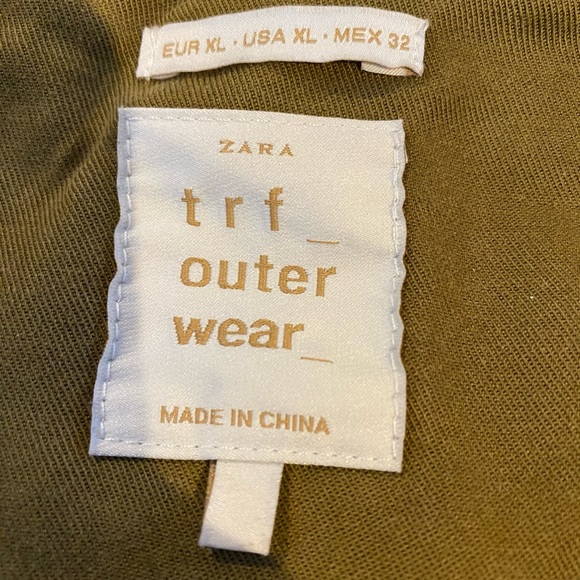 EUR XL · USA XL · MEX 32
ZARA
trf_
outer
wear_
MADE IN CHINA